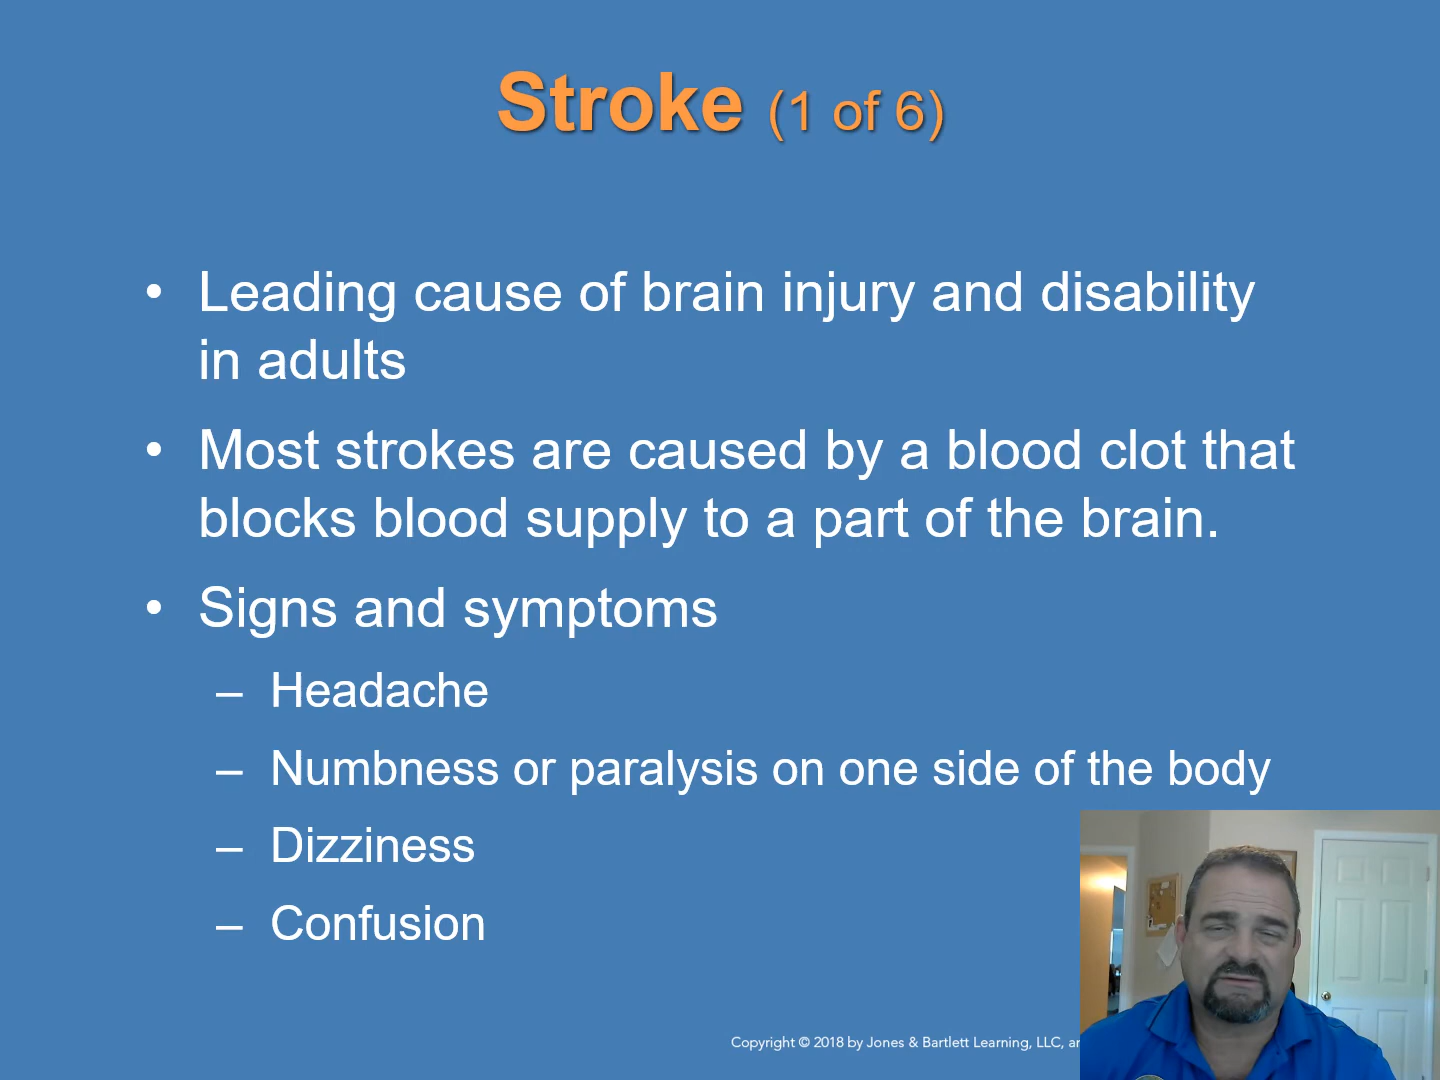 Stroke (1 of 6)
• Leading cause of brain injury and disability
in adults
• Most strokes are caused by a blood clot that
blocks blood supply to a part of the brain.
• Signs and symptoms
– Headache
– Numbness or paralysis on one side of the body
– Dizziness
– Confusion
Copyright © 2018 by Jones & Bartlett Learning, LLC,